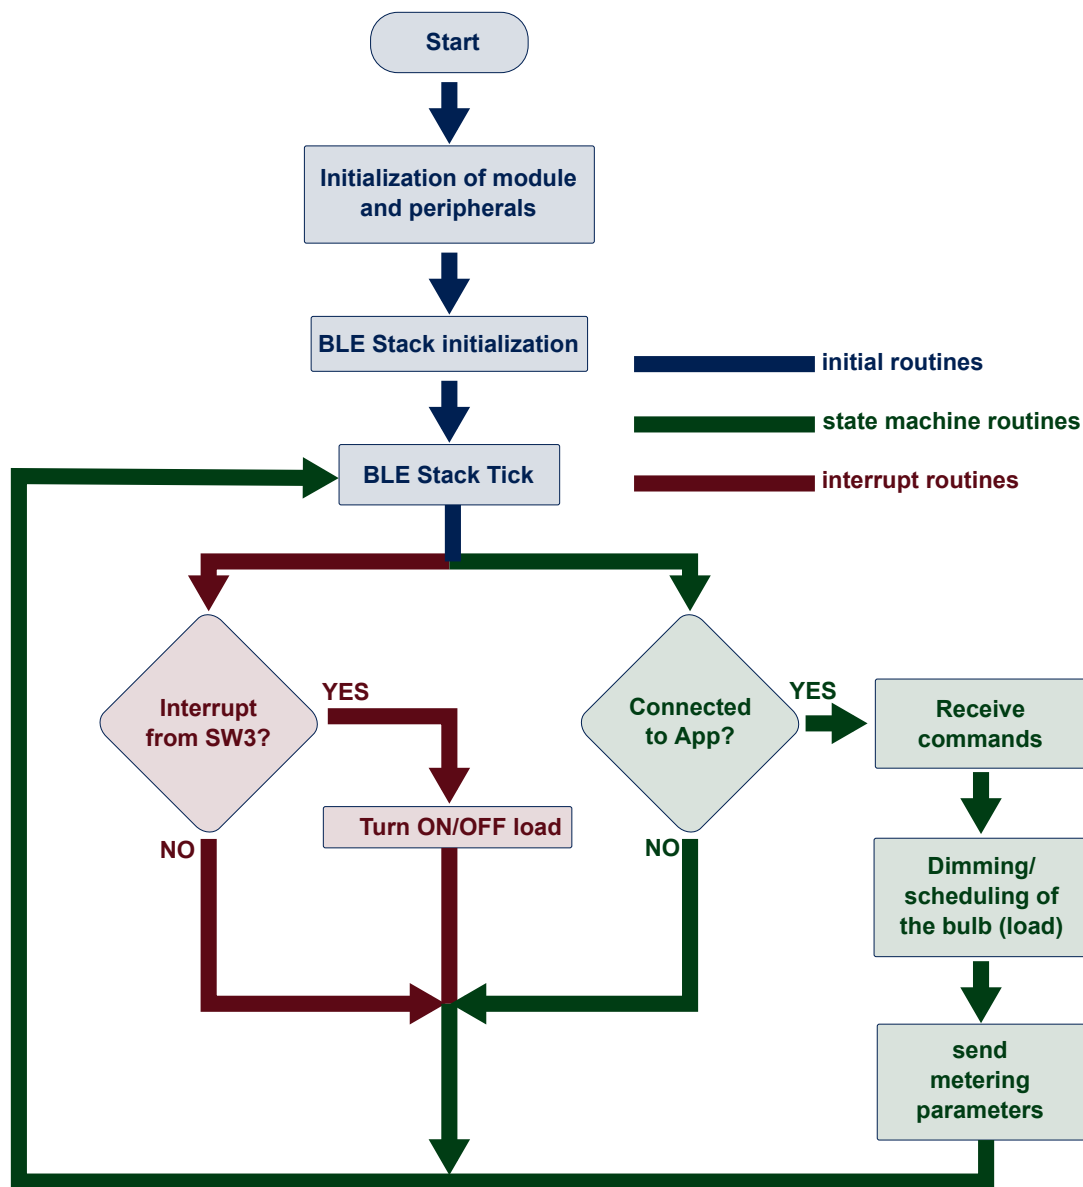 Start
Initialization of module
and peripherals
BLE Stack initialization
initial routines
state machine routines
BLE Stack Tick
interrupt routines
Interrupt
from SW3?
YES
NO
Turn ON/OFF load
Connected
to App?
YES
NO
Receive
commands
Dimming/
scheduling of
the bulb (load)
send
metering
parameters